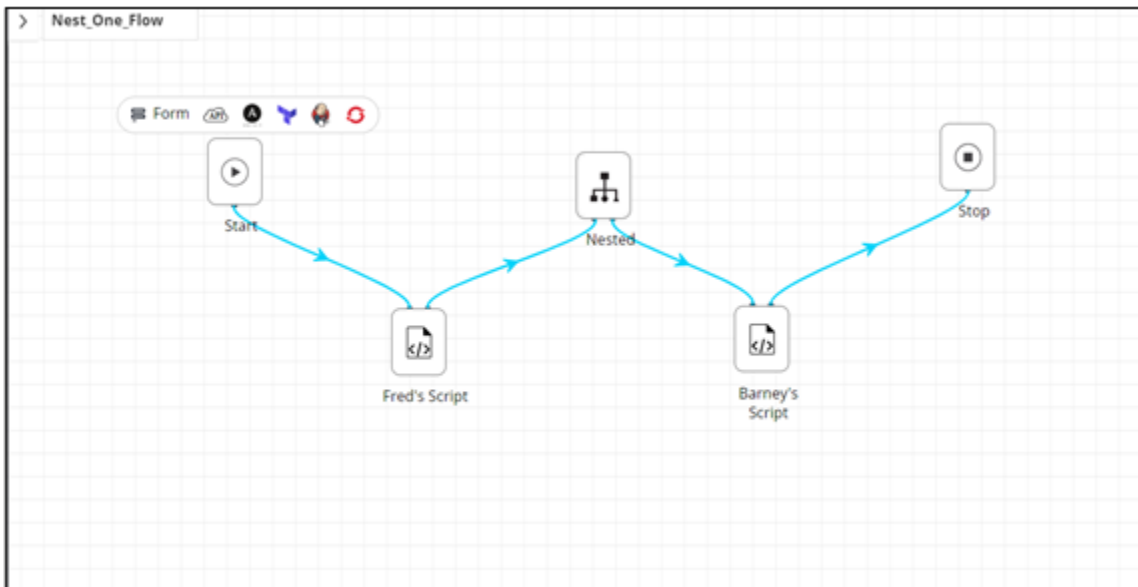 Nest_One_Flow
Form
API
A
Start
Nested
Stop
Fred's Script
Barney's
Script